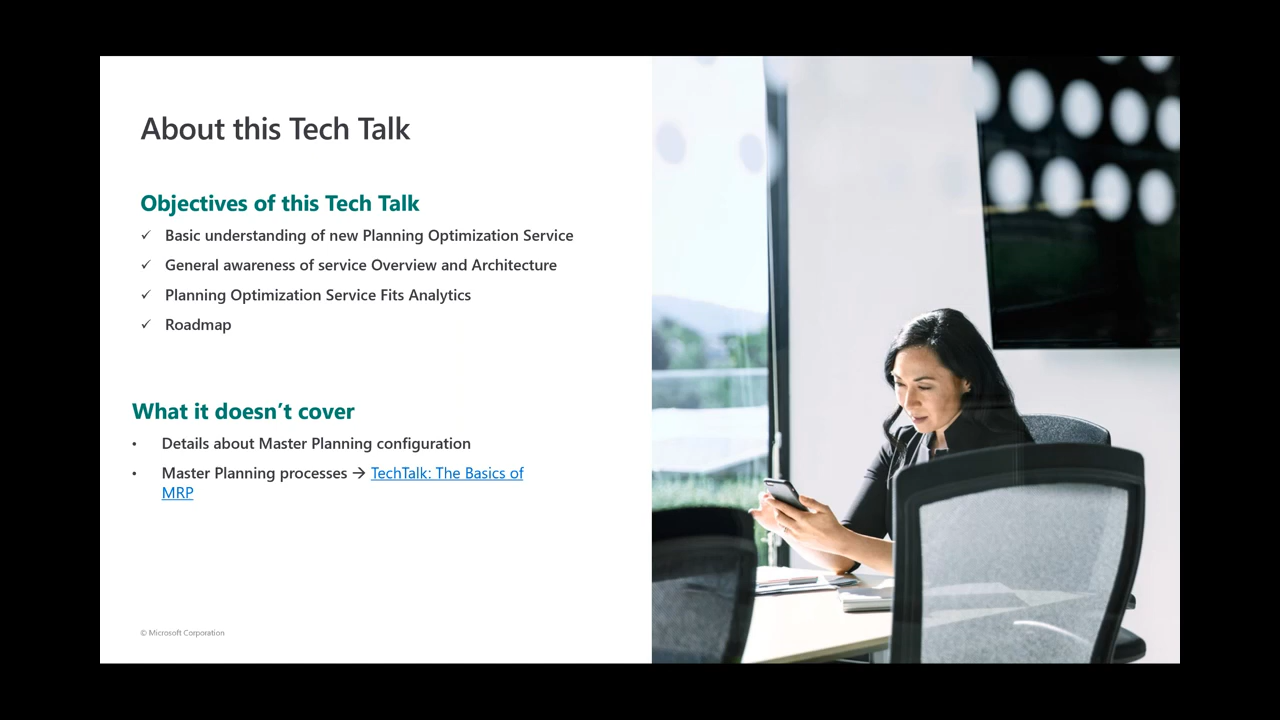 About this Tech Talk
Objectives of this Tech Talk
✓ Basic understanding of new Planning Optimization Service
✓ General awareness of service Overview and Architecture
✓ Planning Optimization Service Fits Analytics
✓ Roadmap
What it doesn’t cover
• Details about Master Planning configuration
• Master Planning processes → TechTalk: The Basics of
MRP
© Microsoft Corporation